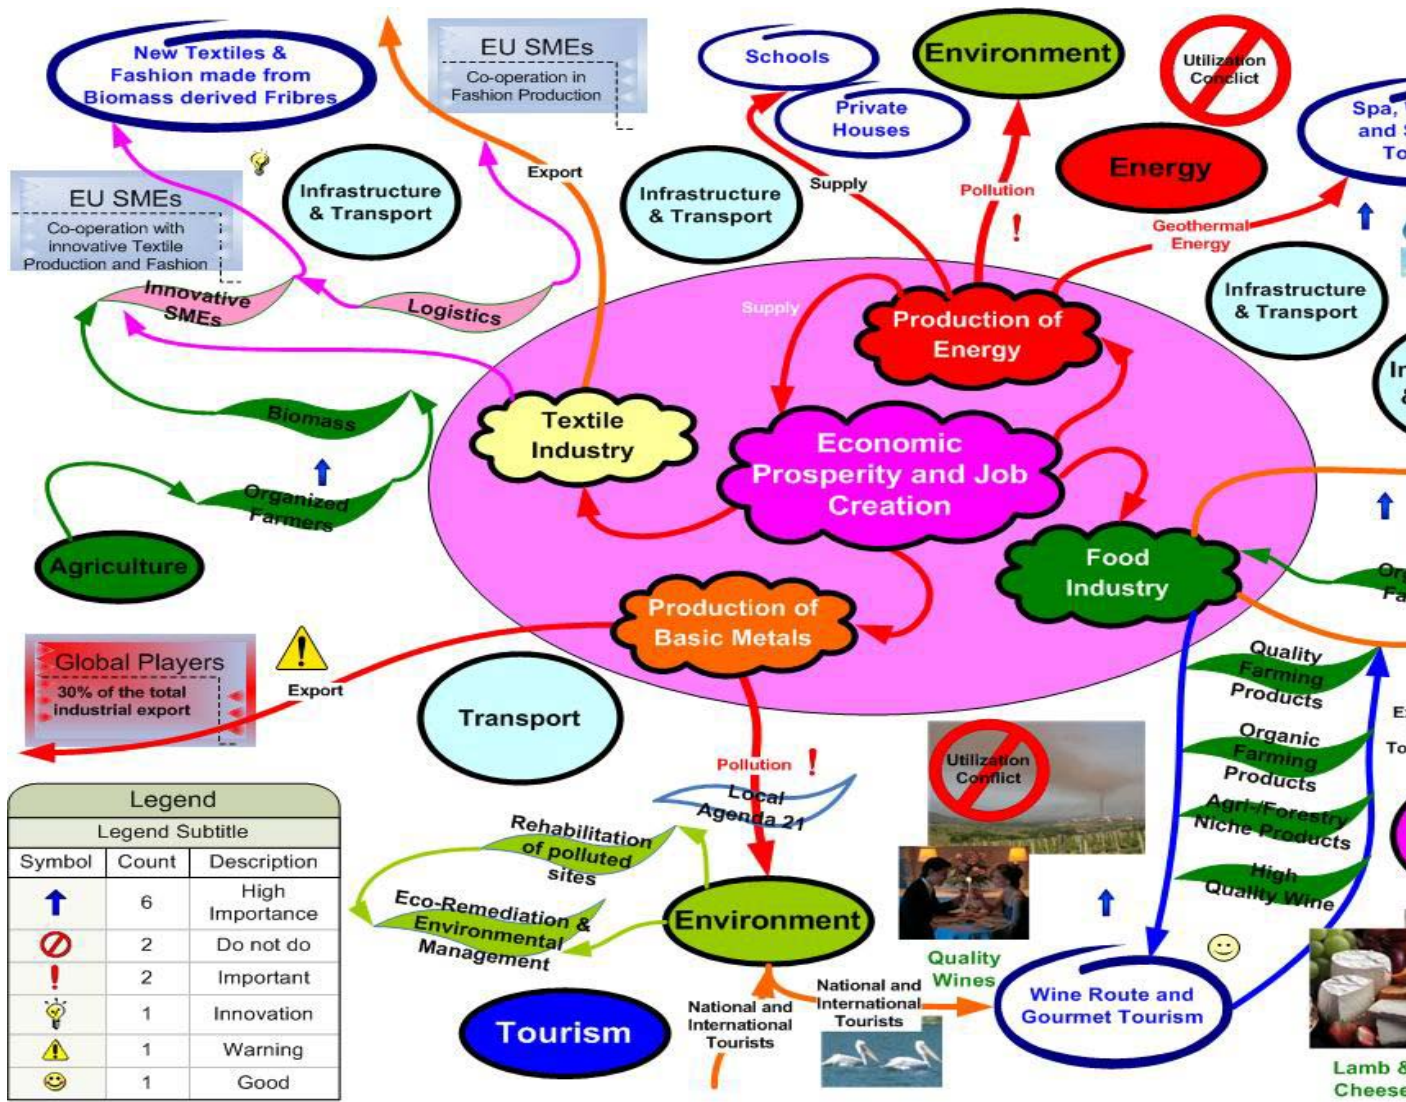 New Textiles &
Fashion made from
Biomass derived Fribres
EU SMEs
Co-operation in
Fashion Production
Schools
Private
Houses
Environment
Utilization
Conclict
Energy
Spa,
and
To
EU SMEs
Co-operation with
innovative Textile
Production and Fashion
Infrastructure
& Transport
Export
Infrastructure
& Transport
Supply
Pollution
!
Geothermal
Energy
Infrastructure
& Transport
Innovative
SMEs
Logistics
Supply
Production of
Energy
Biomass
Textile
Industry
Economic
Prosperity and Job
Creation
Organized
Farmers
Agriculture
Food
Industry
Production of
Basic Metals
Global Players
30% of the total
industrial export
!
Export
Transport
Pollution
!
Local
Agenda 21
Utilization
Conflict
Quality
Farming
Products
Organic
Farming
Products
Agri-/Forestry
Niche Products
High
Quality Wine
Rehabilitation
of polluted
sites
Eco-Remediation &
Environmental
Management
Environment
Quality
Wines
National and
International
Tourists
National and
International
Tourists
Tourism
Wine Route and
Gourmet Tourism
Lamb &
Cheese
Legend
Legend Subtitle
Symbol Count Description
6 High
Importance
2 Do not do
! 2 Important
1 Innovation
! 1 Warning
1 Good